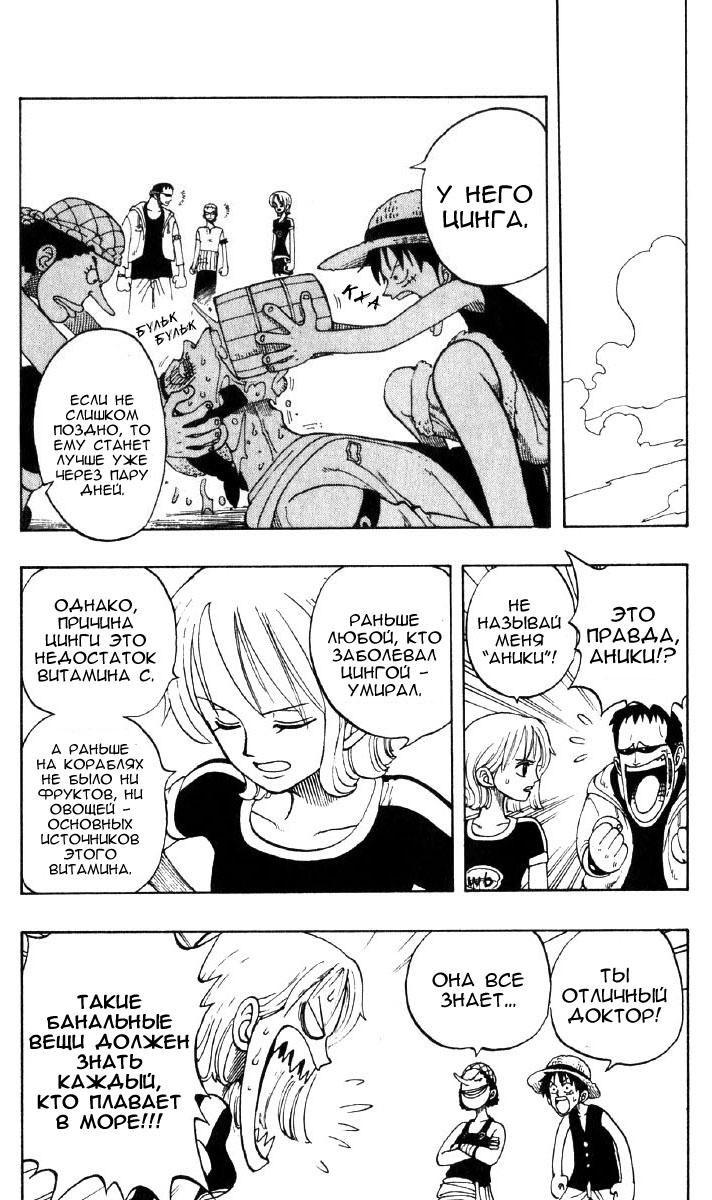 У НЕГО
ЦИНГА.
КХА
БУЛЬК
БУЛЬК
ЕСЛИ НЕ
СЛИШКОМ
ПОЗДНО, ТО
ЕМУ СТАНЕТ
ЛУЧШЕ УЖЕ
ЧЕРЕЗ ПАРУ
ДНЕЙ.
ЭТО
ПРАВДА,
АНИКИ!?
НЕ
НАЗЫВАЙ
МЕНЯ
"АНИКИ"!
РАНЬШЕ
ЛЮБОЙ, КТО
ЗАБОЛЕВАЛ
ЦИНГОЙ -
УМИРАЛ.
ОДНАКО,
ПРИЧИНА
ЦИНГИ ЭТО
НЕДОСТАТОК
ВИТАМИНА С.
А РАНЬШЕ
НА КОРАБЛЯХ
НЕ БЫЛО НИ
ФРУКТОВ, НИ
ОВОЩЕЙ -
ОСНОВНЫХ
ИСТОЧНИКОВ
ЭТОГО
ВИТАМИНА.
ТЫ
ОТЛИЧНЫЙ
ДОКТОР!
ОНА ВСЕ
ЗНАЕТ...
ТАКИЕ
БАНАЛЬНЫЕ
ВЕЩИ ДОЛЖЕН
ЗНАТЬ
КАЖДЫЙ,
КТО ПЛАВАЕТ
В МОРЕ!!!